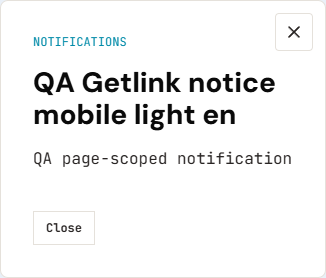 NOTIFICATIONS
QA Getlink notice
mobile light en
QA page-scoped notification
Close